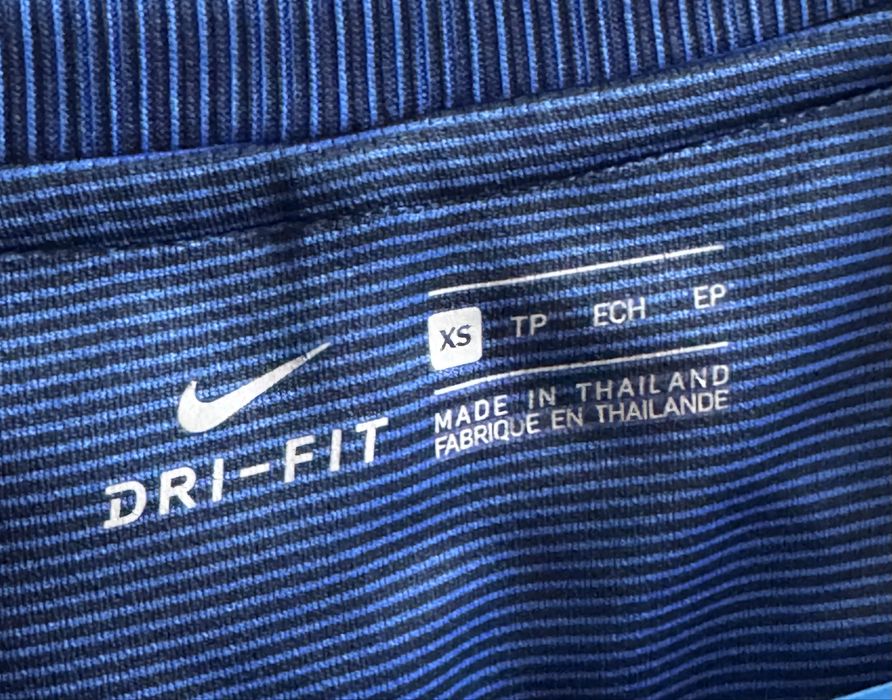 XS TP ECH EP
MADE IN THAILAND
FABRIQUE EN THAILANDE
DRI-FIT